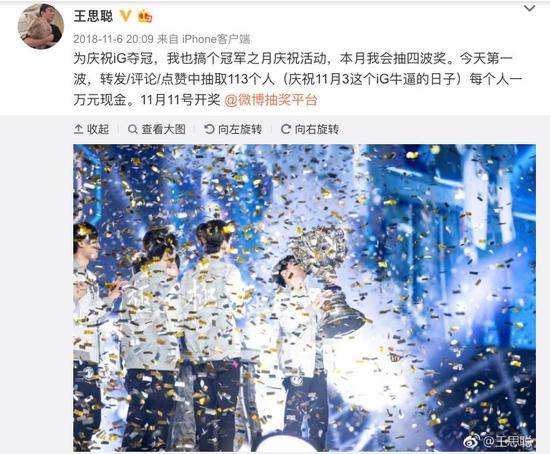 王思聪
2018-11-6 20:09 来自 iPhone客户端
为庆祝iG夺冠，我也搞个冠军之月庆祝活动，本月我会抽四波奖。今天第一
波，转发/评论/点赞中抽取113个人（庆祝11月3这个iG牛逼的日子）每个人一
万元现金。11月11号开奖 @微博抽奖平台
收起 查看大图 向左旋转 向右旋转
@王思聪